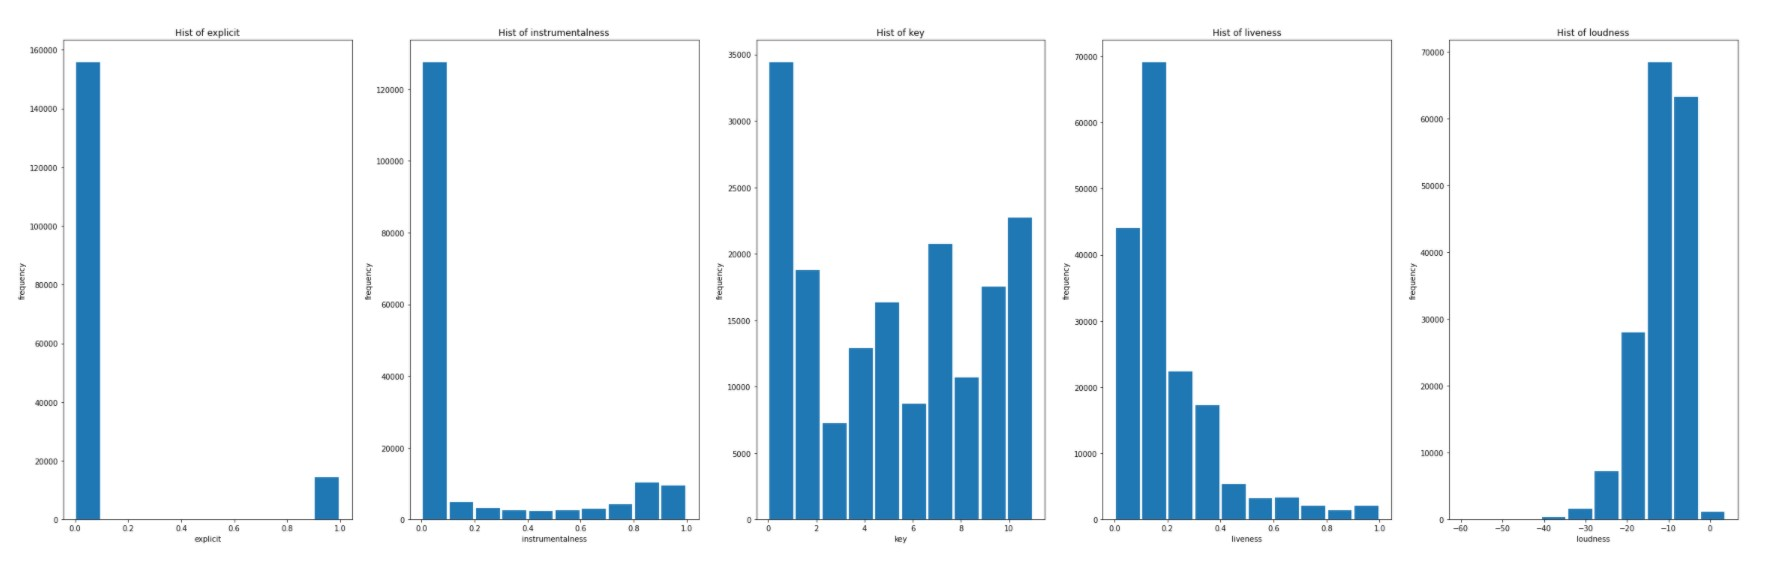 Hist of explicit
160000
140000
120000
100000
80000
60000
40000
20000
0
frequency
0.0 0.2 0.4 0.6 0.8 1.0
explicit
Hist of instrumentalness
120000
100000
80000
60000
40000
20000
0
frequency
0.0 0.2 0.4 0.6 0.8 1.0
instrumentalness
Hist of key
35000
30000
25000
20000
15000
10000
5000
0
frequency
0 2 4 6 8 10
key
Hist of liveness
70000
60000
50000
40000
30000
20000
10000
0
frequency
0.0 0.2 0.4 0.6 0.8 1.0
liveness
Hist of loudness
70000
60000
50000
40000
30000
20000
10000
0
frequency
−60 −50 −40 −30 −20 −10 0
loudness